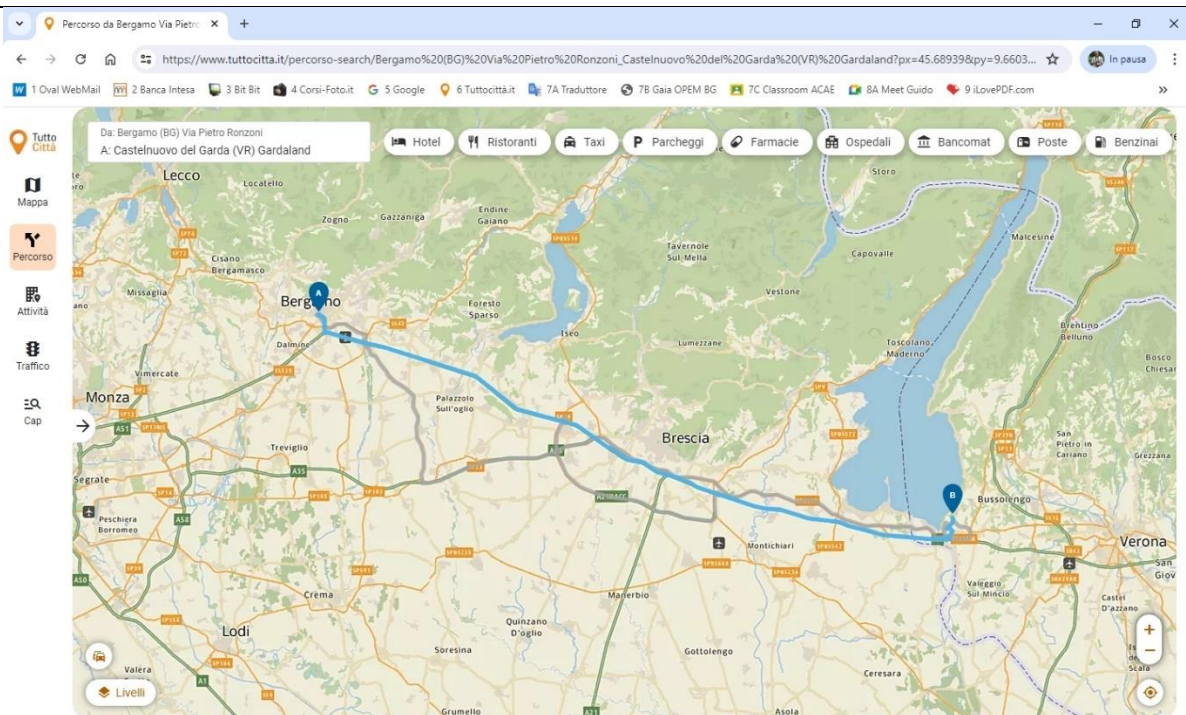 Percorso da Bergamo Via Pietro
https://www.tuttocitta.it/percorso-search/Bergamo%20(BG)%20Via%20Pietro%20Ronzoni_Castelnuovo%20del%20Garda%20(VR)%20Gardaland?px=45.68939&py=9.6603...
In pausa
1 Oval WebMail
2 Banca Intesa
3 Bit Bit
4 Corsi-Foto.it
5 Google
6 Tuttocittà.it
7A Traduttore
7B Gaia OPEM BG
7C Classroom ACAE
8A Meet Guido
9 iLovePDF.com
Tutto
Città
Mappa
Percorso
Attività
Traffico
Cap
Da: Bergamo (BG) Via Pietro Ronzoni
A: Castelnuovo del Garda (VR) Gardaland
Hotel
Ristoranti
Taxi
P Parcheggi
Farmacie
Ospedali
Bancomat
Poste
Benzinai
Lecco
Locatello
Storo
Zogno
Gazzaniga
Endine
Gaiano
Malcesine
Tavernole
Sul Mella
Capovalle
Cisano
Bergamasco
Missaglia
Bergamo
A
Foresto
Sparso
Vestone
Iseo
Lumezzane
Brentino
Belluno
Dalmine
Toscolano
Maderno
Bosco
Vimercate
Monza
Palazzolo
Sull'oglio
Brescia
San
Pietro in
Cariano
Grezzana
Treviglio
Segrate
B
Bussolengo
Peschiera
Borromeo
Verona
Montichiari
Crema
Manerbio
Valeggio
Sul Mincio
Castel
D'azzano
Lodi
Quinzano
D'oglio
Soresina
Gottolengo
Ceresara
Valera
Grumello
Asola
Livelli